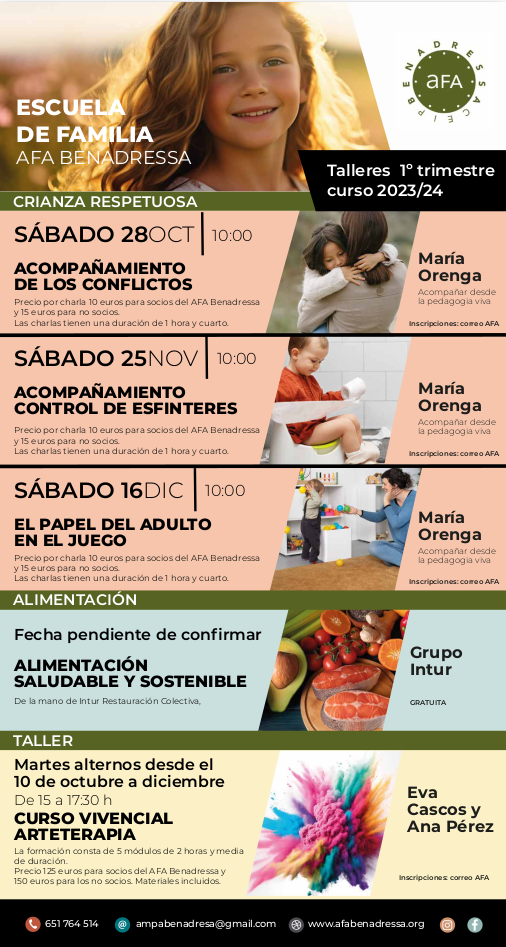 ESCUELA
DE FAMILIA
AFA BENADRESSA
BENADRESSA CEIP
aFA
Talleres 1º trimestre
curso 2023/24
CRIANZA RESPETUOSA
SÁBADO 28OCT 10:00
ACOMPAÑAMIENTO
DE LOS CONFLICTOS
Precio por charla 10 euros para socios del AFA Benadressa
y 15 euros para no socios.
Las charlas tienen una duración de 1 hora y cuarto.
María
Orenga
Acompañar desde
la pedagogia viva
Inscripciones: correo AFA
SÁBADO 25NOV 10:00
ACOMPAÑAMIENTO
CONTROL DE ESFINTERES
Precio por charla 10 euros para socios del AFA Benadressa
y 15 euros para no socios.
Las charlas tienen una duración de 1 hora y cuarto.
María
Orenga
Acompañar desde
la pedagogia viva
Inscripciones: correo AFA
SÁBADO 16DIC 10:00
EL PAPEL DEL ADULTO
EN EL JUEGO
Precio por charla 10 euros para socios del AFA Benadressa
y 15 euros para no socios.
Las charlas tienen una duración de 1 hora y cuarto.
María
Orenga
Acompañar desde
la pedagogia viva
Inscripciones: correo AFA
ALIMENTACIÓN
Fecha pendiente de confirmar
ALIMENTACIÓN
SALUDABLE Y SOSTENIBLE
De la mano de Intur Restauración Colectiva,
Grupo
Intur
GRATUITA
TALLER
Martes alternos desde el
10 de octubre a diciembre
De 15 a 17:30 h
CURSO VIVENCIAL
ARTETERAPIA
La formación consta de 5 módulos de 2 horas y media
de duración.
Precio 125 euros para socios del AFA Benadressa y
150 euros para los no socios. Materiales incluidos.
Eva
Cascos y
Ana Pérez
Inscripciones: correo AFA
651 764 514 @ ampabenadresa@gmail.com www.afabenadressa.org